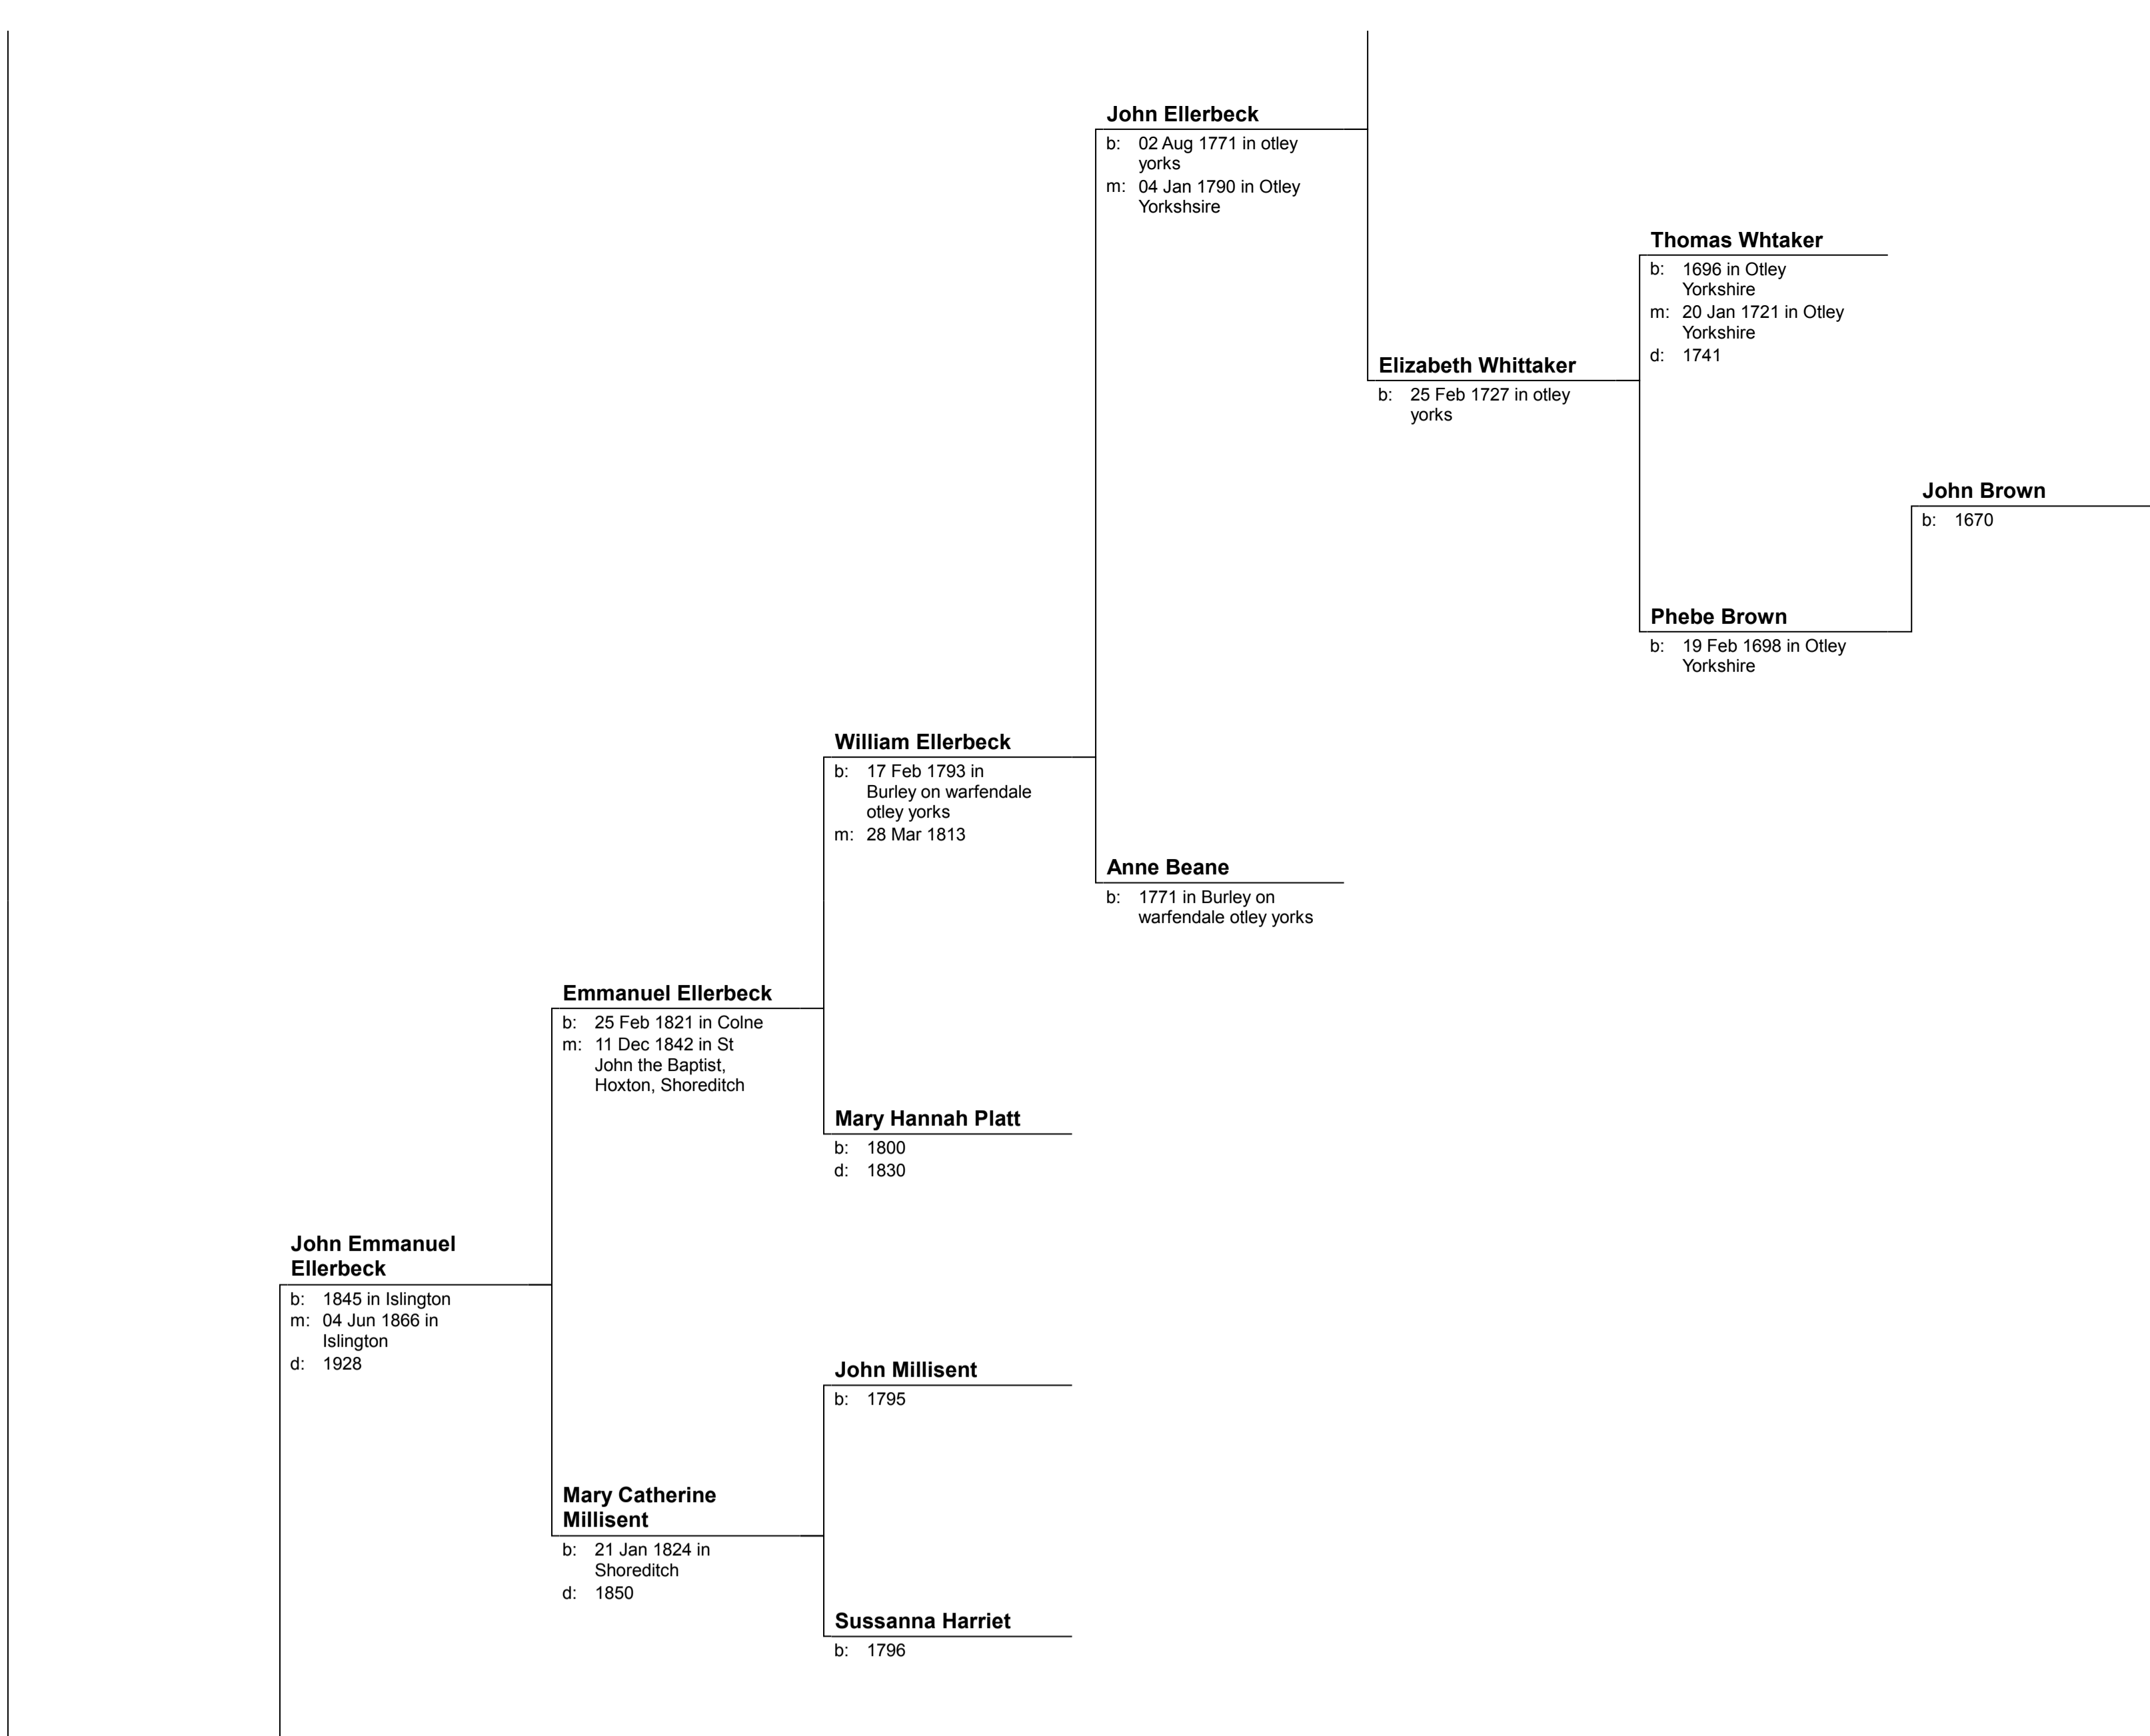 John Ellerbeck
b: 02 Aug 1771 in otley
yorks
m: 04 Jan 1790 in Otley
Yorkshsire
Thomas Whtaker
b: 1696 in Otley
Yorkshire
m: 20 Jan 1721 in Otley
Yorkshire
d: 1741
Elizabeth Whittaker
b: 25 Feb 1727 in otley
yorks
John Brown
b: 1670
Phebe Brown
b: 19 Feb 1698 in Otley
Yorkshire
William Ellerbeck
b: 17 Feb 1793 in
Burley on warfendale
otley yorks
m: 28 Mar 1813
Anne Beane
b: 1771 in Burley on
warfendale otley yorks
Emmanuel Ellerbeck
b: 25 Feb 1821 in Colne
m: 11 Dec 1842 in St
John the Baptist,
Hoxton, Shoreditch
Mary Hannah Platt
b: 1800
d: 1830
John Emmanuel
Ellerbeck
b: 1845 in Islington
m: 04 Jun 1866 in
Islington
d: 1928
John Millisent
b: 1795
Mary Catherine
Millisent
b: 21 Jan 1824 in
Shoreditch
d: 1850
Sussanna Harriet
b: 1796